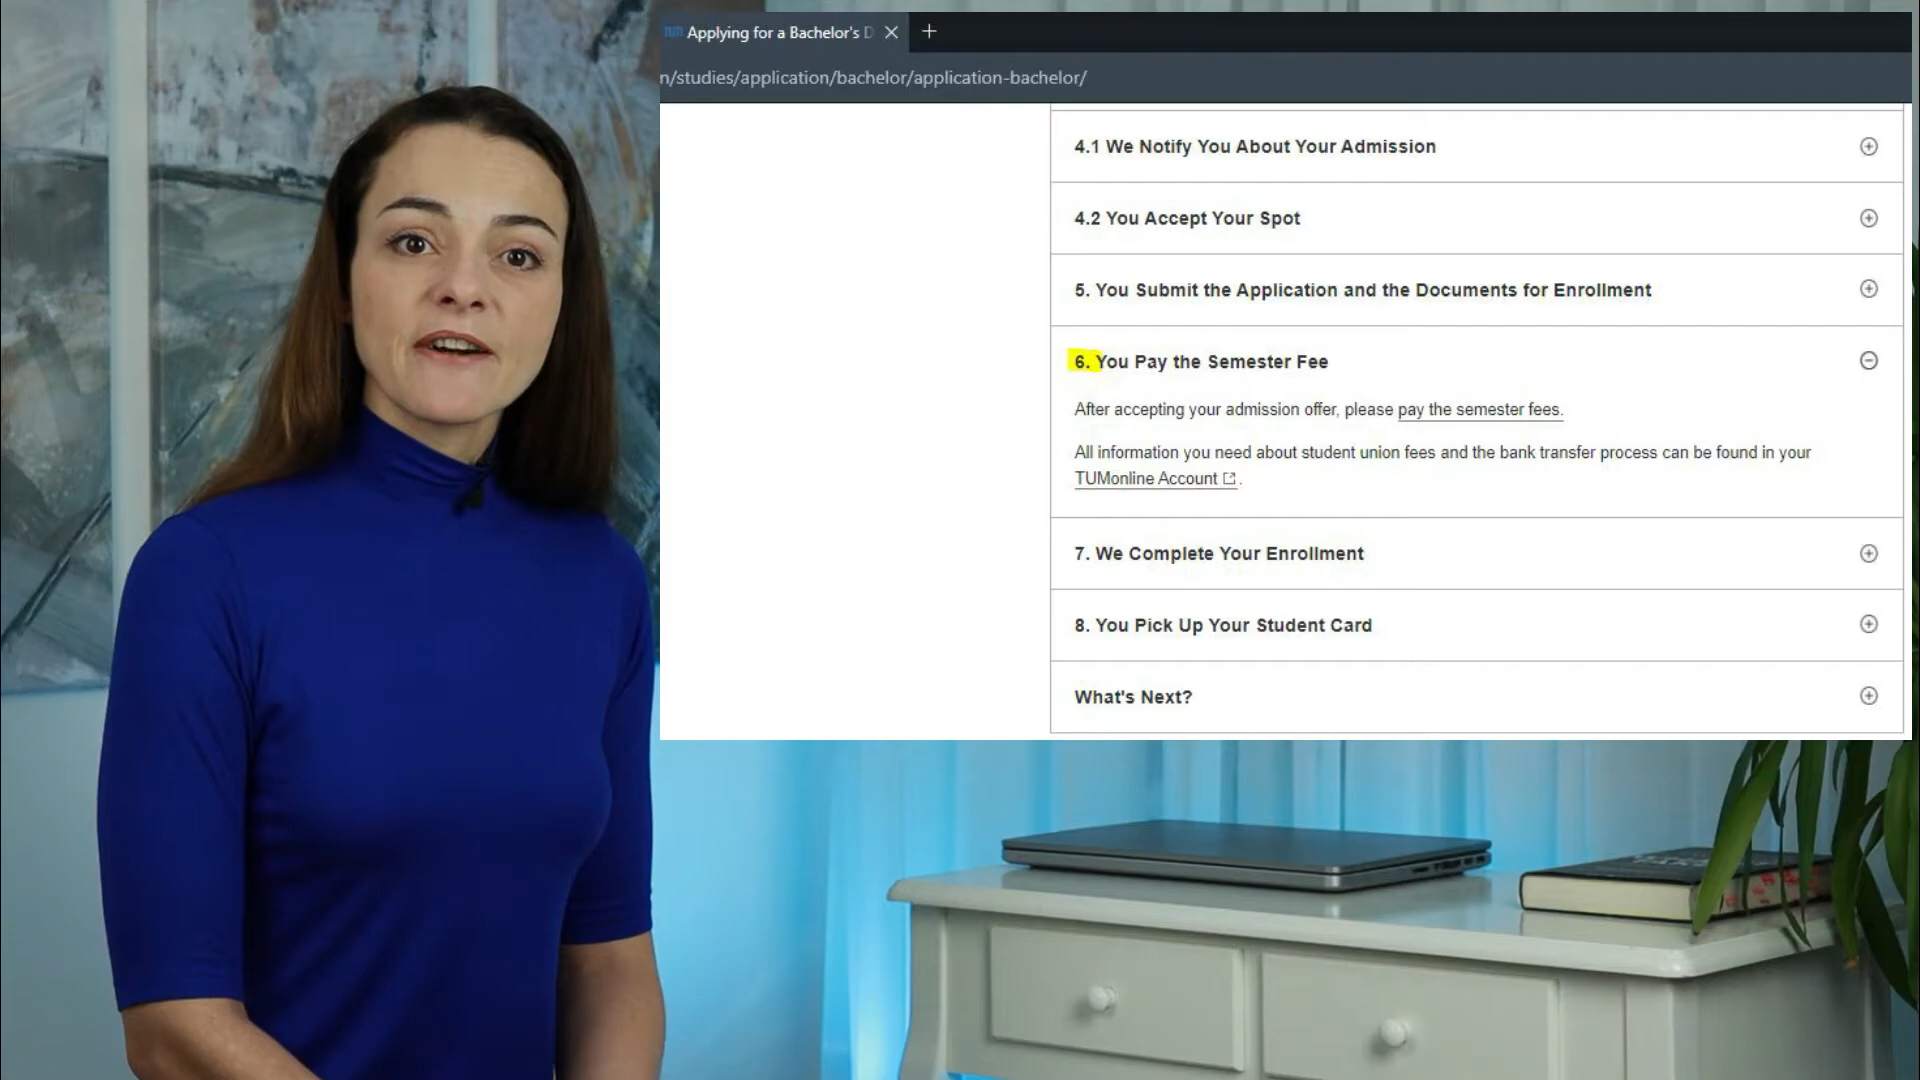 Applying for a Bachelor's D
n/studies/application/bachelor/application-bachelor/
4.1 We Notify You About Your Admission
4.2 You Accept Your Spot
5. You Submit the Application and the Documents for Enrollment
6. You Pay the Semester Fee
After accepting your admission offer, please pay the semester fees.
All information you need about student union fees and the bank transfer process can be found in your
TUMonline Account .
7. We Complete Your Enrollment
8. You Pick Up Your Student Card
What's Next?